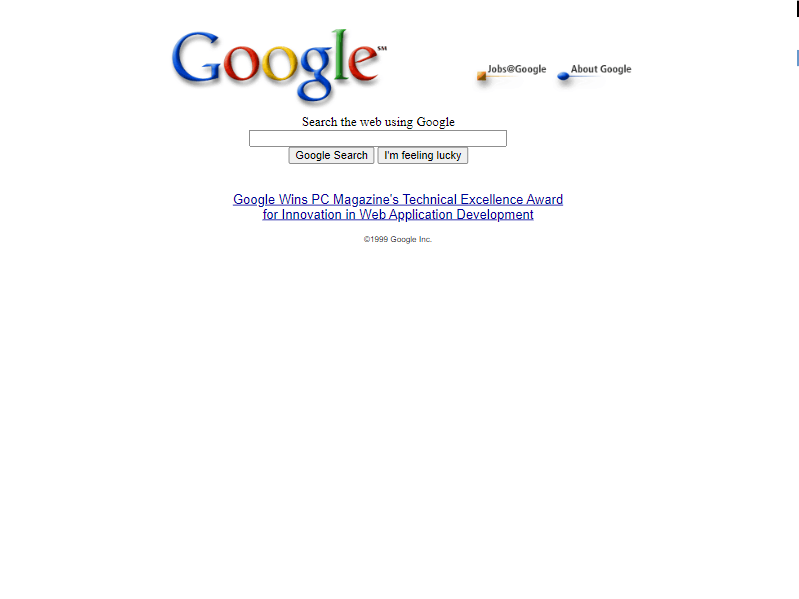 Google℠
Jobs@Google About Google
Search the web using Google
Google Search I'm feeling lucky
Google Wins PC Magazine's Technical Excellence Award
for Innovation in Web Application Development
©1999 Google Inc.